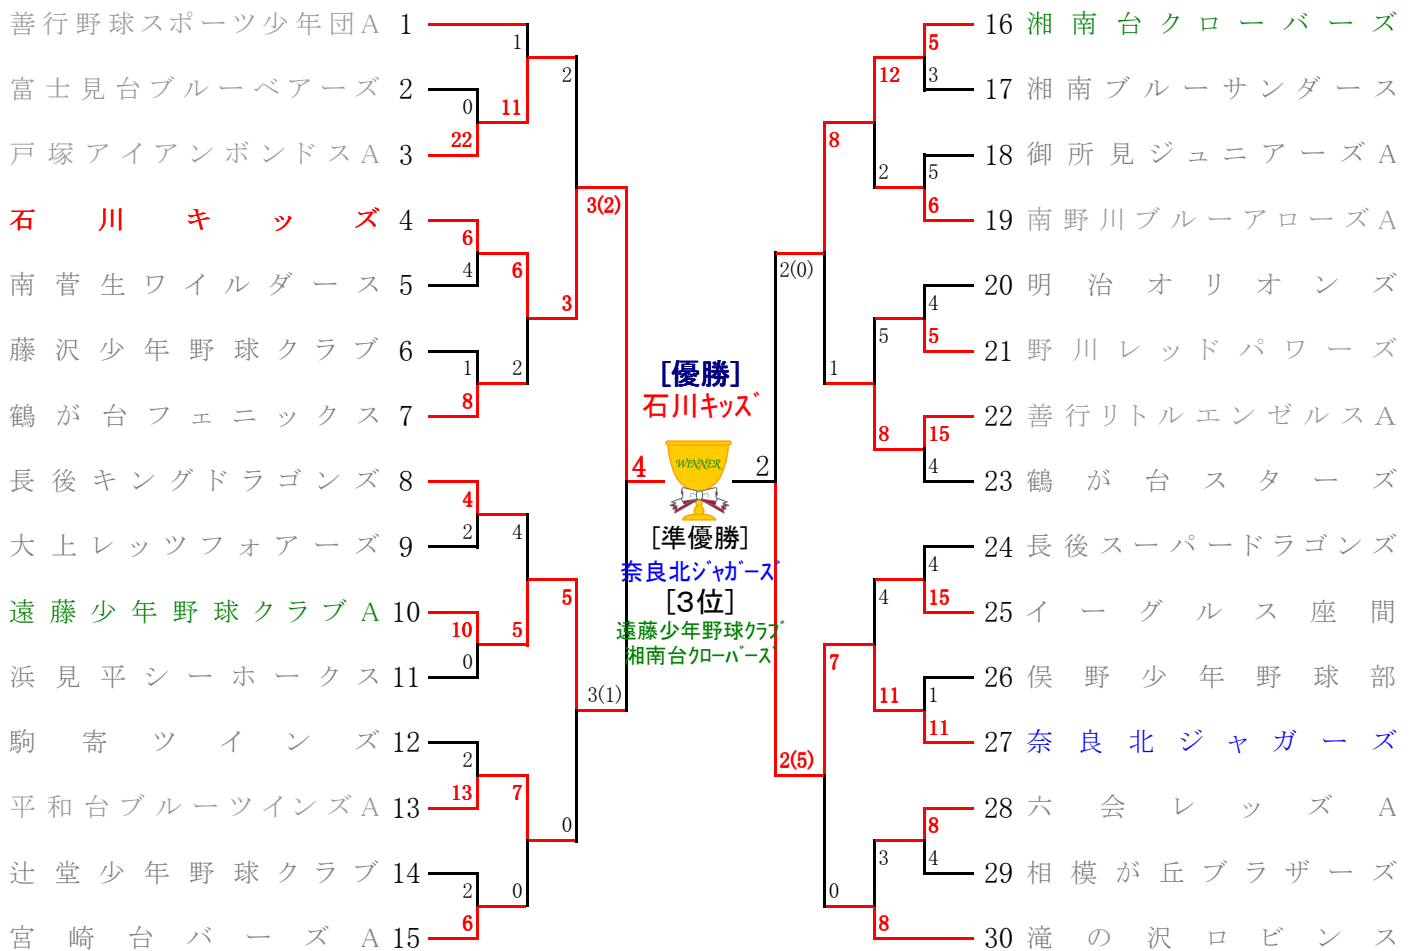 善行野球スポーツ少年団A 1
1
富士見台ブルーベアーズ 2
0
11
2
22
戸塚アイアンボンドスA 3
石川キッズ 4
3(2)
6
南菅生ワイルダース 5
4
6
3
藤沢少年野球クラブ 6
1
2
8
鶴が台フェニックス 7
長後キングドラゴンズ 8
4
4
2
大上レッツフォアーズ 9
遠藤少年野球クラブA 10
10
5
5
0
浜見平シーホークス 11
3(1)
駒寄ツインズ 12
2
13
7
平和台ブルーツインズA 13
0
辻堂少年野球クラブ 14
2
0
6
宮崎台バーズA 15
[優勝]
石川キッズ
4
WINNER
2
[準優勝]
奈良北ジャガーズ
[3位]
遠藤少年野球クラブ
湘南台クローバーズ
16 湘南台クローバーズ
5
12
3
17 湘南ブルーサンダース
8
18 御所見ジュニアーズA
2
5
6
19 南野川ブルーアローズA
2(0)
20 明治オリオンズ
4
5
5
21 野川レッドパワーズ
1
22 善行リトルエンゼルスA
8
15
4
23 鶴が台スターズ
24 長後スーパードラゴンズ
4
4
15
25 イーグルス座間
7
26 俣野少年野球部
11
1
11
27 奈良北ジャガーズ
2(5)
28 六会レッズA
8
3
4
29 相模が丘ブラザーズ
0
8
30 滝の沢ロビンス